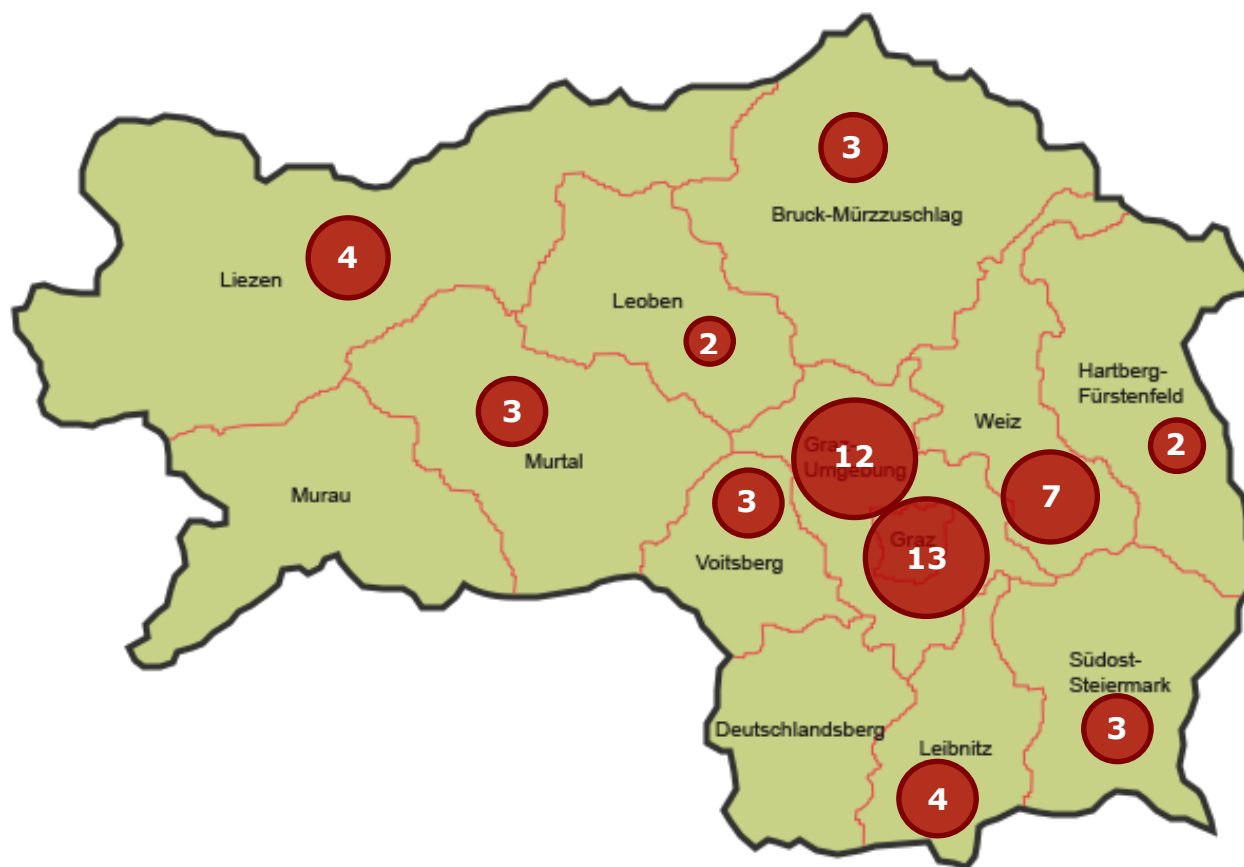 3
Bruck-Mürzzuschlag
4
Liezen
Leoben
2
Hartberg-
Fürstenfeld
3
Weiz
Murtal
Graz-
Umgebung
12
2
Murau
3
7
Voitsberg
Graz
13
Südost-
Steiermark
3
Deutschlandsberg
Leibnitz
4